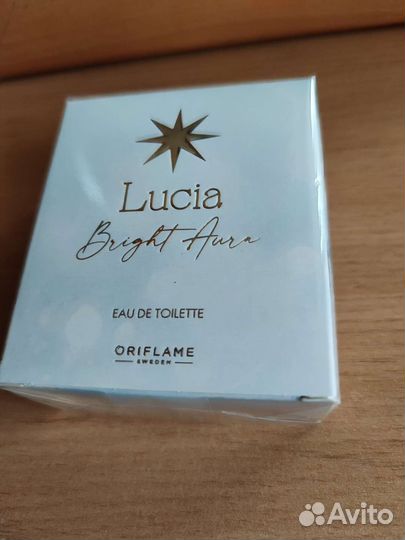 Lucia
Bright Aura
EAU DE TOILETTE
ORIFLAME
SWEDEN
Avito